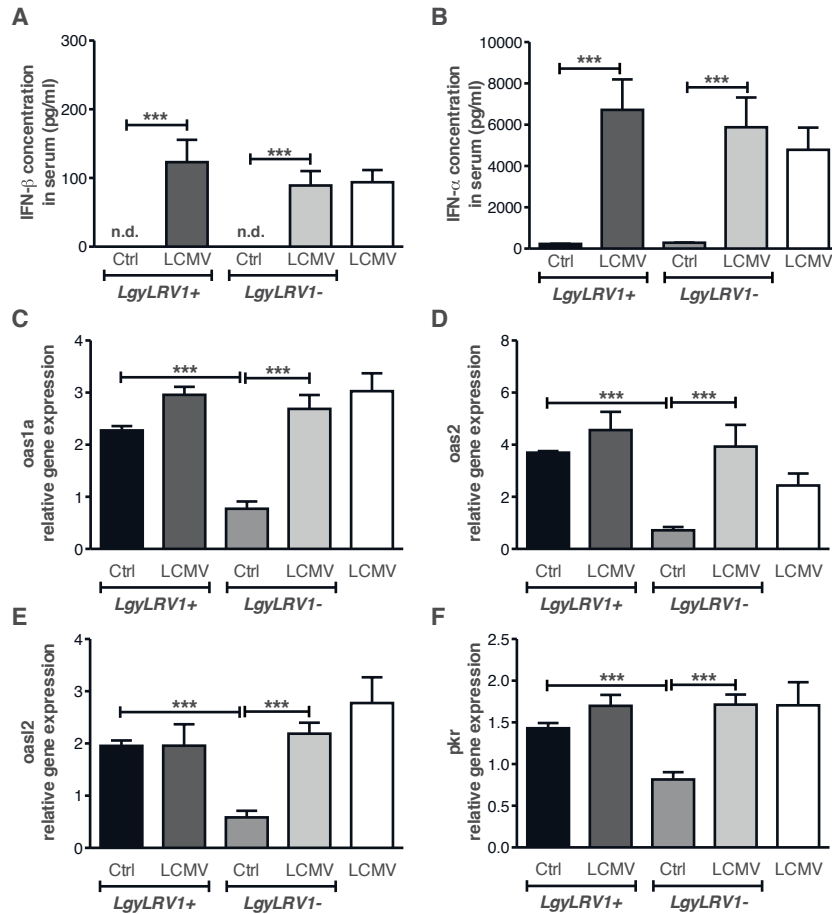 A
IFN-β concentration
in serum (pg/ml)
300
200
100
0
***
***
n.d.
n.d.
Ctrl LCMV Ctrl LCMV LCMV
LgyLRV1+ LgyLRV1-
B
IFN-α concentration
in serum (pg/ml)
10000
8000
6000
4000
2000
0
***
***
Ctrl LCMV Ctrl LCMV LCMV
LgyLRV1+ LgyLRV1-
C
oas1a
relative gene expression
4
3
2
1
0
*** ***
Ctrl LCMV Ctrl LCMV LCMV
LgyLRV1+ LgyLRV1-
D
oas2
relative gene expression
8
6
4
2
0
*** ***
Ctrl LCMV Ctrl LCMV LCMV
LgyLRV1+ LgyLRV1-
E
oasl2
relative gene expression
4
3
2
1
0
*** ***
Ctrl LCMV Ctrl LCMV LCMV
LgyLRV1+ LgyLRV1-
F
pkr
relative gene expression
2.5
2.0
1.5
1.0
0.5
0.0
*** ***
Ctrl LCMV Ctrl LCMV LCMV
LgyLRV1+ LgyLRV1-